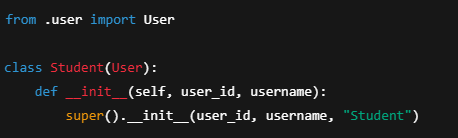 from .user import User
class Student(User):
    def __init__(self, user_id, username):
        super().__init__(user_id, username, "Student")